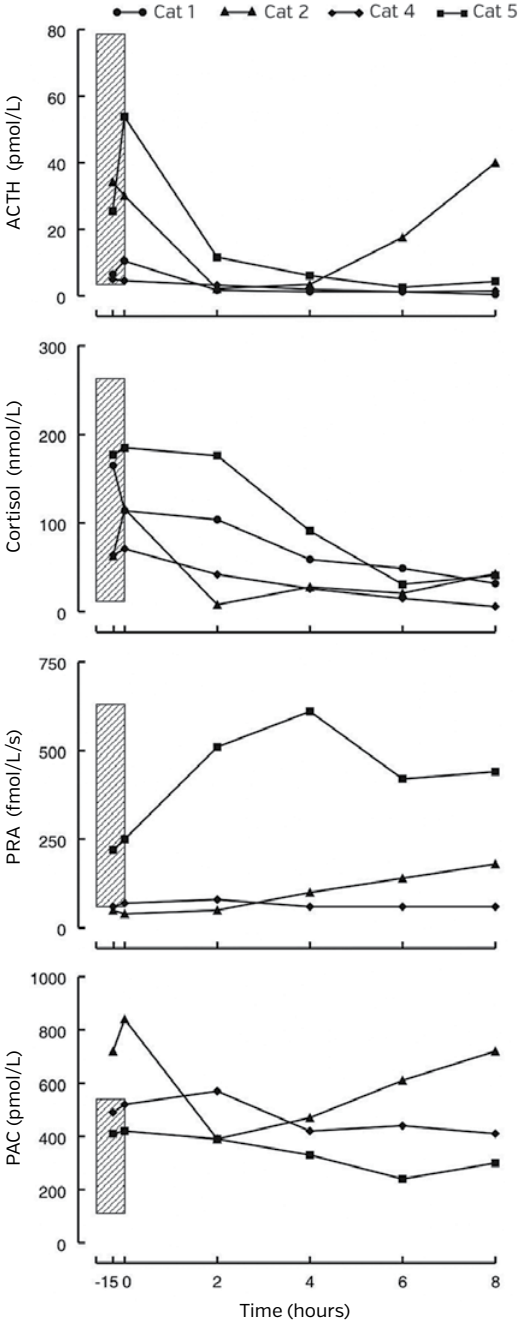 Cat 1 Cat 2 Cat 4 Cat 5
80
60
40
20
0
ACTH (pmol/L)
300
200
100
0
Cortisol (nmol/L)
750
500
250
0
PRA (fmol/L/s)
1000
800
600
400
200
0
PAC (pmol/L)
-15 0 2 4 6 8
Time (hours)